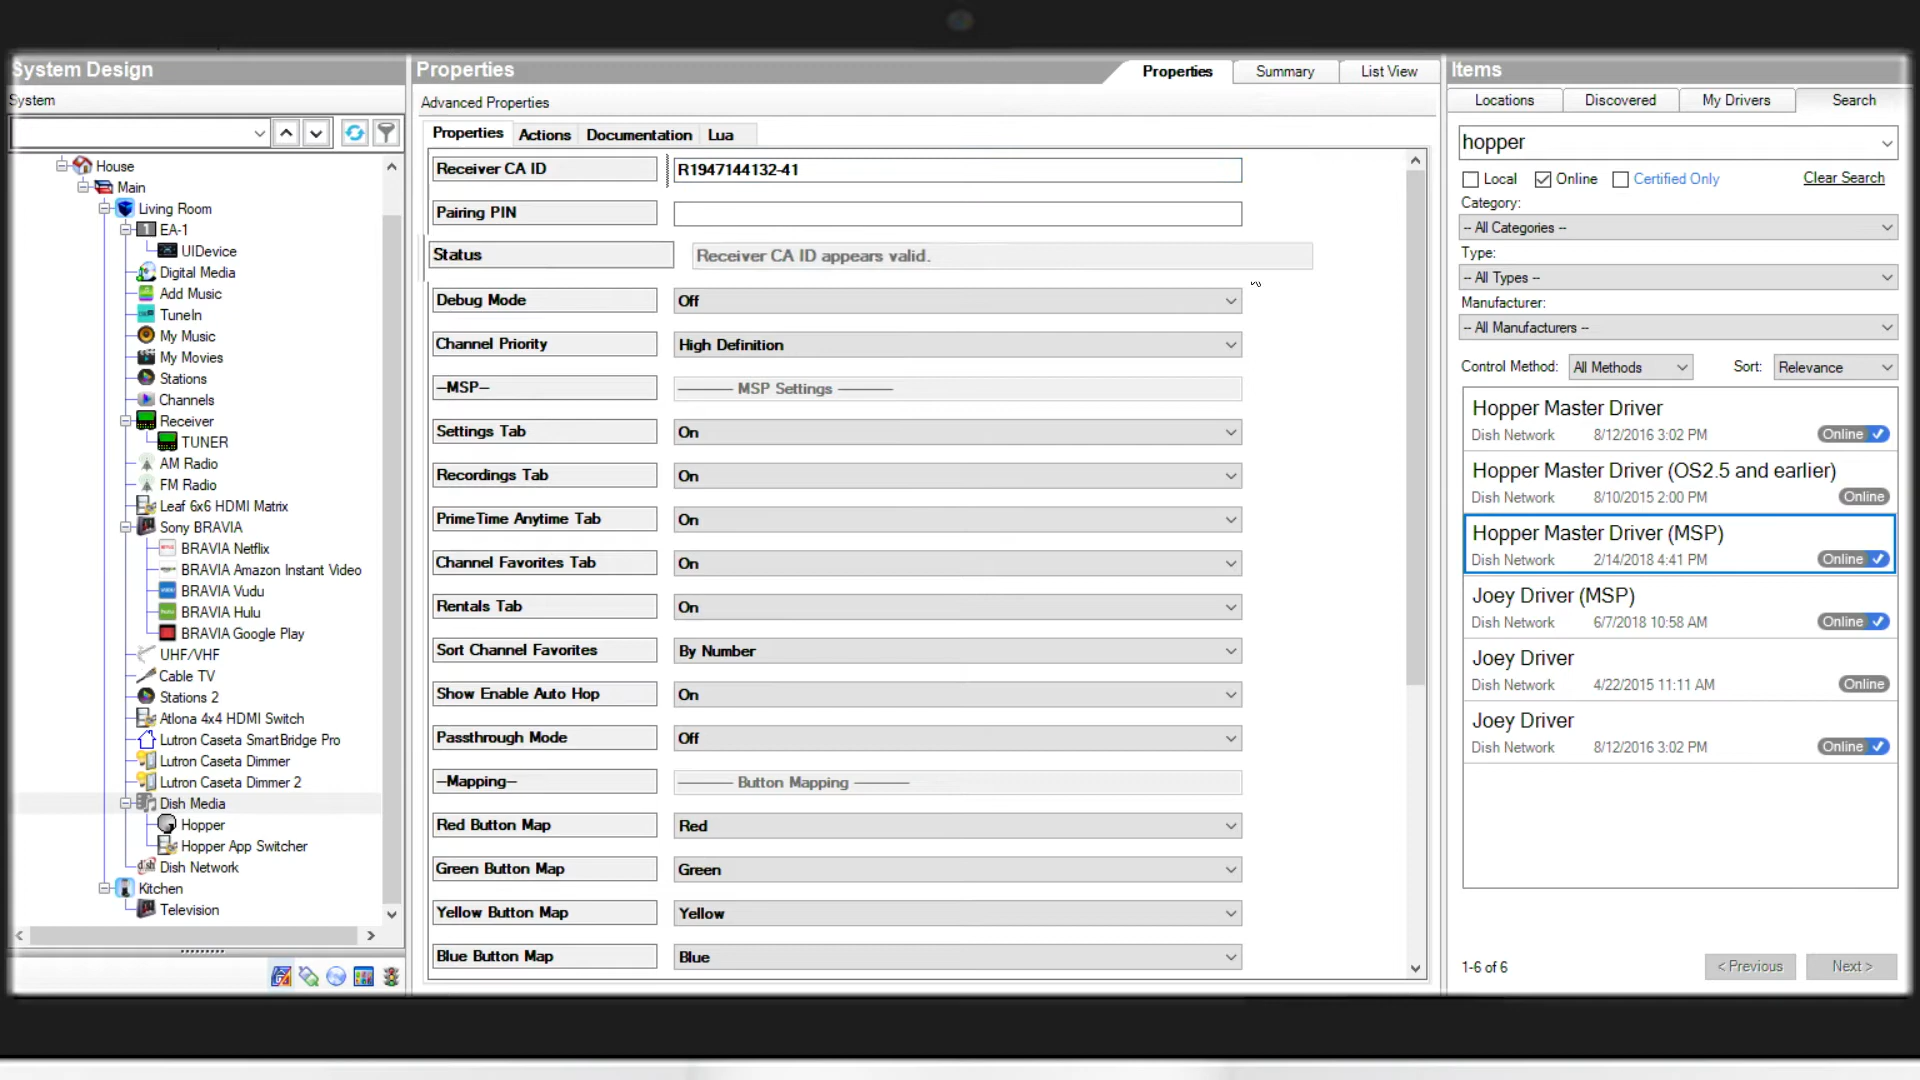 System Design
System
House
Main
Living Room
EA-1
UIDevice
Digital Media
Add Music
TuneIn
My Music
My Movies
Stations
Channels
Receiver
TUNER
AM Radio
FM Radio
Leaf 6x6 HDMI Matrix
Sony BRAVIA
BRAVIA Netflix
BRAVIA Amazon Instant Video
BRAVIA Vudu
BRAVIA Hulu
BRAVIA Google Play
UHF/VHF
Cable TV
Stations 2
Atlona 4x4 HDMI Switch
Lutron Caseta SmartBridge Pro
Lutron Caseta Dimmer
Lutron Caseta Dimmer 2
Dish Media
Hopper
Hopper App Switcher
Dish Network
Kitchen
Television
Properties
Properties Summary List View
Advanced Properties
Properties Actions Documentation Lua
Receiver CA ID R1947144132-41
Pairing PIN
Status Receiver CA ID appears valid.
Debug Mode Off
Channel Priority High Definition
--MSP-- ———— MSP Settings ————
Settings Tab On
Recordings Tab On
PrimeTime Anytime Tab On
Channel Favorites Tab On
Rentals Tab On
Sort Channel Favorites By Number
Show Enable Auto Hop On
Passthrough Mode Off
--Mapping-- ———— Button Mapping ————
Red Button Map Red
Green Button Map Green
Yellow Button Map Yellow
Blue Button Map Blue
Items
Locations Discovered My Drivers Search
hopper
Local Online Certified Only Clear Search
Category:
-- All Categories --
Type:
-- All Types --
Manufacturer:
-- All Manufacturers --
Control Method: All Methods Sort: Relevance
Hopper Master Driver
Dish Network 8/12/2016 3:02 PM Online
Hopper Master Driver (OS2.5 and earlier)
Dish Network 8/10/2015 2:00 PM Online
Hopper Master Driver (MSP)
Dish Network 2/14/2018 4:41 PM Online
Joey Driver (MSP)
Dish Network 6/7/2018 10:58 AM Online
Joey Driver
Dish Network 4/22/2015 11:11 AM Online
Joey Driver
Dish Network 8/12/2016 3:02 PM Online
1-6 of 6 < Previous Next >